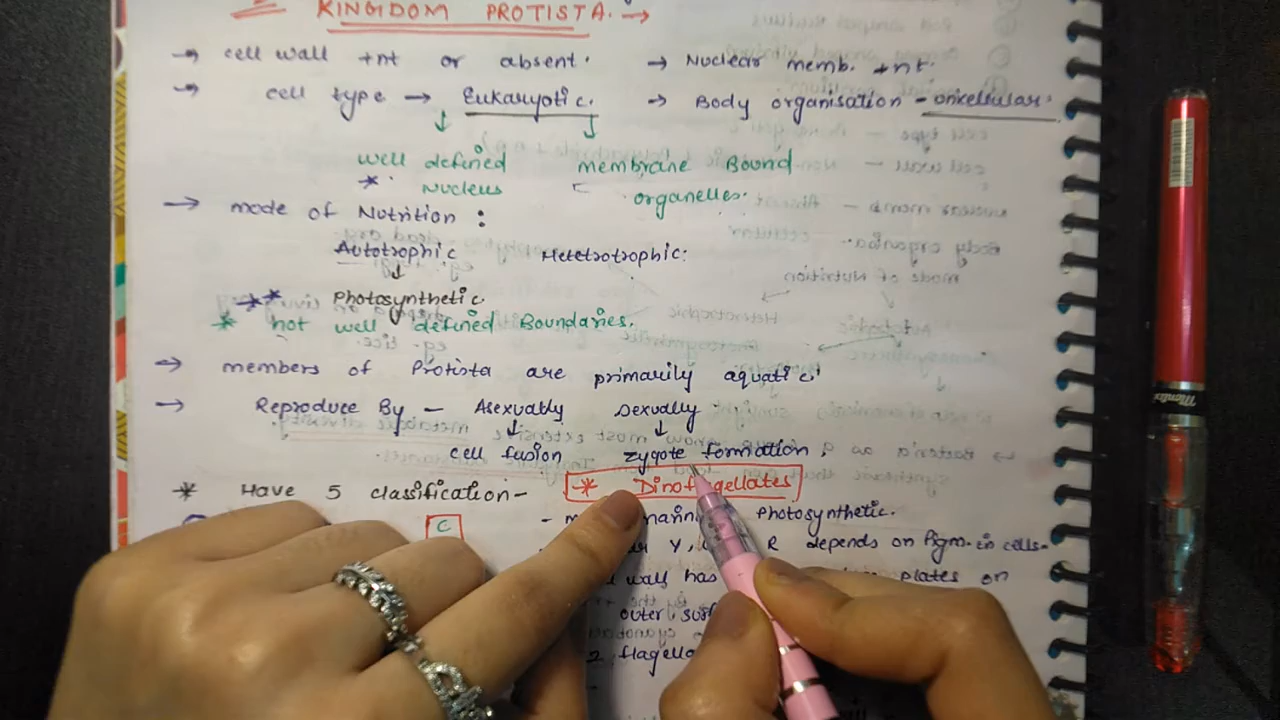 KINGDOM PROTISTA. →
→ cell wall +nt or absent.
→ Nuclear memb. +nt.
→ cell type → Eukaryotic.
→ Body organisation - unicellular.
↓ ↓
well defined membrane Bound
* Nucleus organelles.
→ mode of Nutrition :
Autotrophic Heterotrophic:
↓
** Photosynthetic.
* not well defined Boundaries.
→ members of Protista are primarily aquatic.
→ Reproduce By - Asexually Sexually
↓ ↓
cell fusion zygote formation.
* Have 5 classification-
* Dinoflagellates
C
- Photosynthetic.
Y, R depends on Pigm. in cells.
wall has plates on
outer
2 flagella
Montex